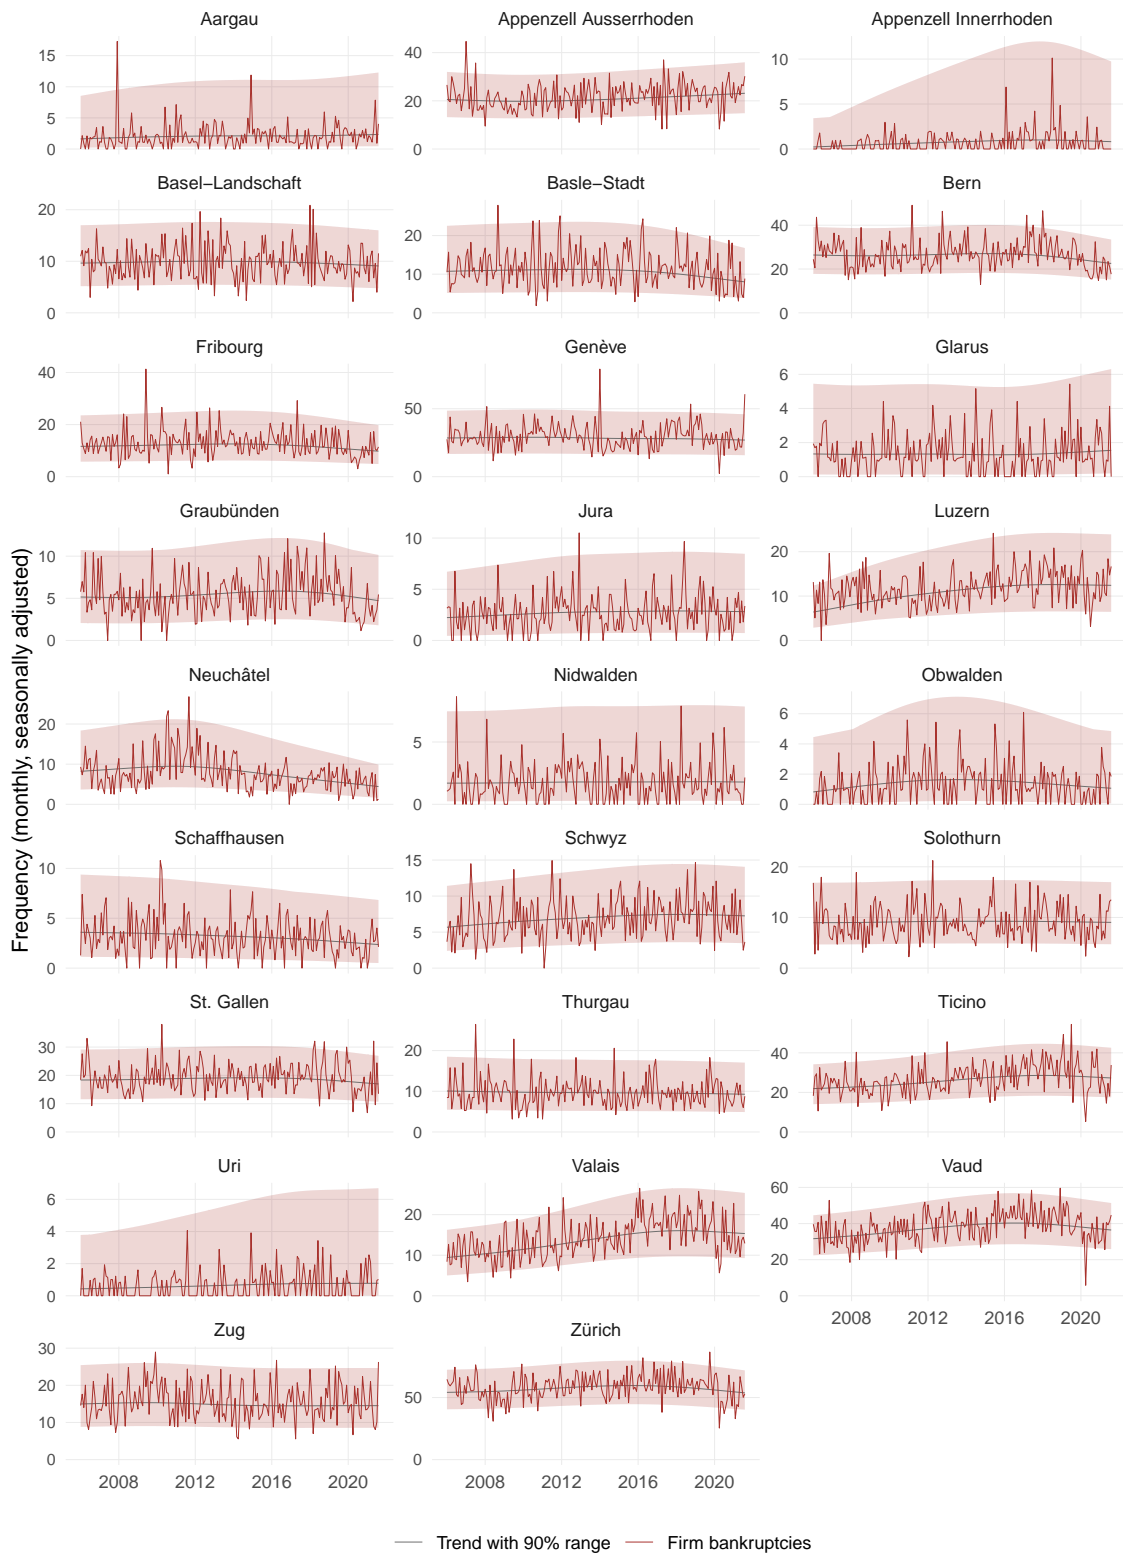 Aargau
Appenzell Ausserrhoden
Appenzell Innerrhoden
15
10
5
0
40
20
0
10
5
0
Basel−Landschaft
Basle−Stadt
Bern
20
10
0
20
10
0
40
20
0
Fribourg
Genève
Glarus
40
20
0
50
0
6
4
2
0
Graubünden
Jura
Luzern
10
5
0
10
5
0
20
10
0
Neuchâtel
Nidwalden
Obwalden
20
10
0
5
0
6
4
2
0
Schaffhausen
Schwyz
Solothurn
10
5
0
15
10
5
0
20
10
0
St. Gallen
Thurgau
Ticino
30
20
10
0
20
10
0
40
20
0
Uri
Valais
Vaud
6
4
2
0
20
10
0
60
40
20
0
2008 2012 2016 2020
Zug
Zürich
30
20
10
0
50
0
2008 2012 2016 2020
2008 2012 2016 2020
Frequency (monthly, seasonally adjusted)
Trend with 90% range
Firm bankruptcies